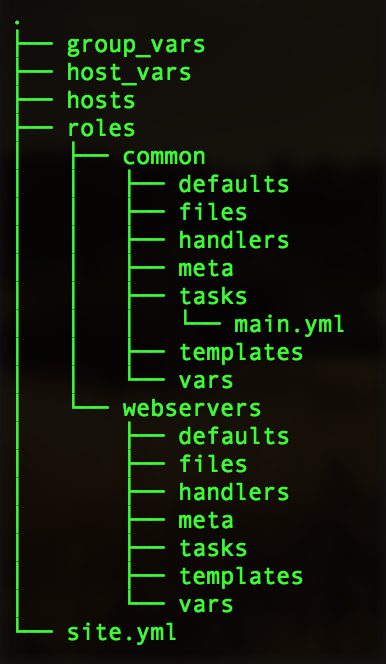 .
├── group_vars
├── host_vars
├── hosts
├── roles
│   ├── common
│   │   ├── defaults
│   │   ├── files
│   │   ├── handlers
│   │   ├── meta
│   │   ├── tasks
│   │   │   └── main.yml
│   │   ├── templates
│   │   └── vars
│   └── webservers
│       ├── defaults
│       ├── files
│       ├── handlers
│       ├── meta
│       ├── tasks
│       ├── templates
│       └── vars
└── site.yml